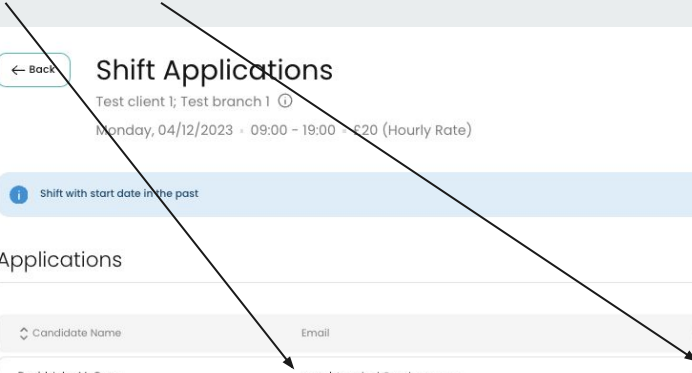 ← Back
Shift Applications
Test client 1; Test branch 1
Monday, 04/12/2023 • 09:00 - 19:00 • £20 (Hourly Rate)
Shift with start date in the past
Applications
Candidate Name Email